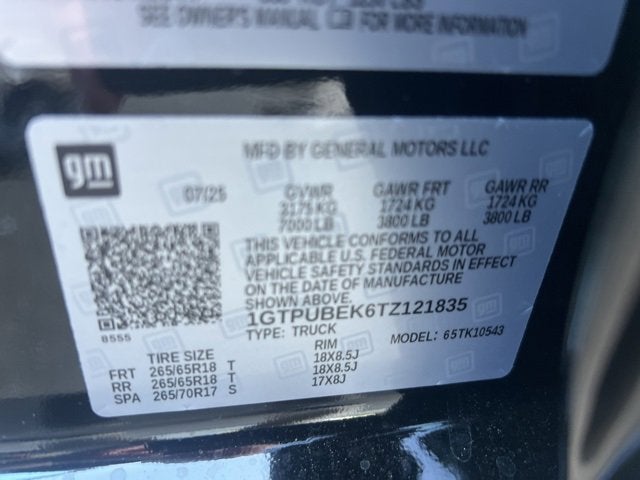 SEE OWNER'S MANUAL FOR MORE INFORMATION
gm
MFD BY GENERAL MOTORS LLC
07/25 GVWR GAWR FRT GAWR RR
3175 KG 1724 KG 1724 KG
7000 LB 3800 LB 3800 LB
THIS VEHICLE CONFORMS TO ALL
APPLICABLE U.S. FEDERAL MOTOR
VEHICLE SAFETY STANDARDS IN EFFECT
ON THE DATE OF MANUFACTURE
SHOWN ABOVE.
1GTPUBEK6TZ121835
TYPE: TRUCK MODEL: 65TK10543
8555
TIRE SIZE RIM
FRT 265/65R18 T 18X8.5J
RR 265/65R18 T 18X8.5J
SPA 265/70R17 S 17X8J